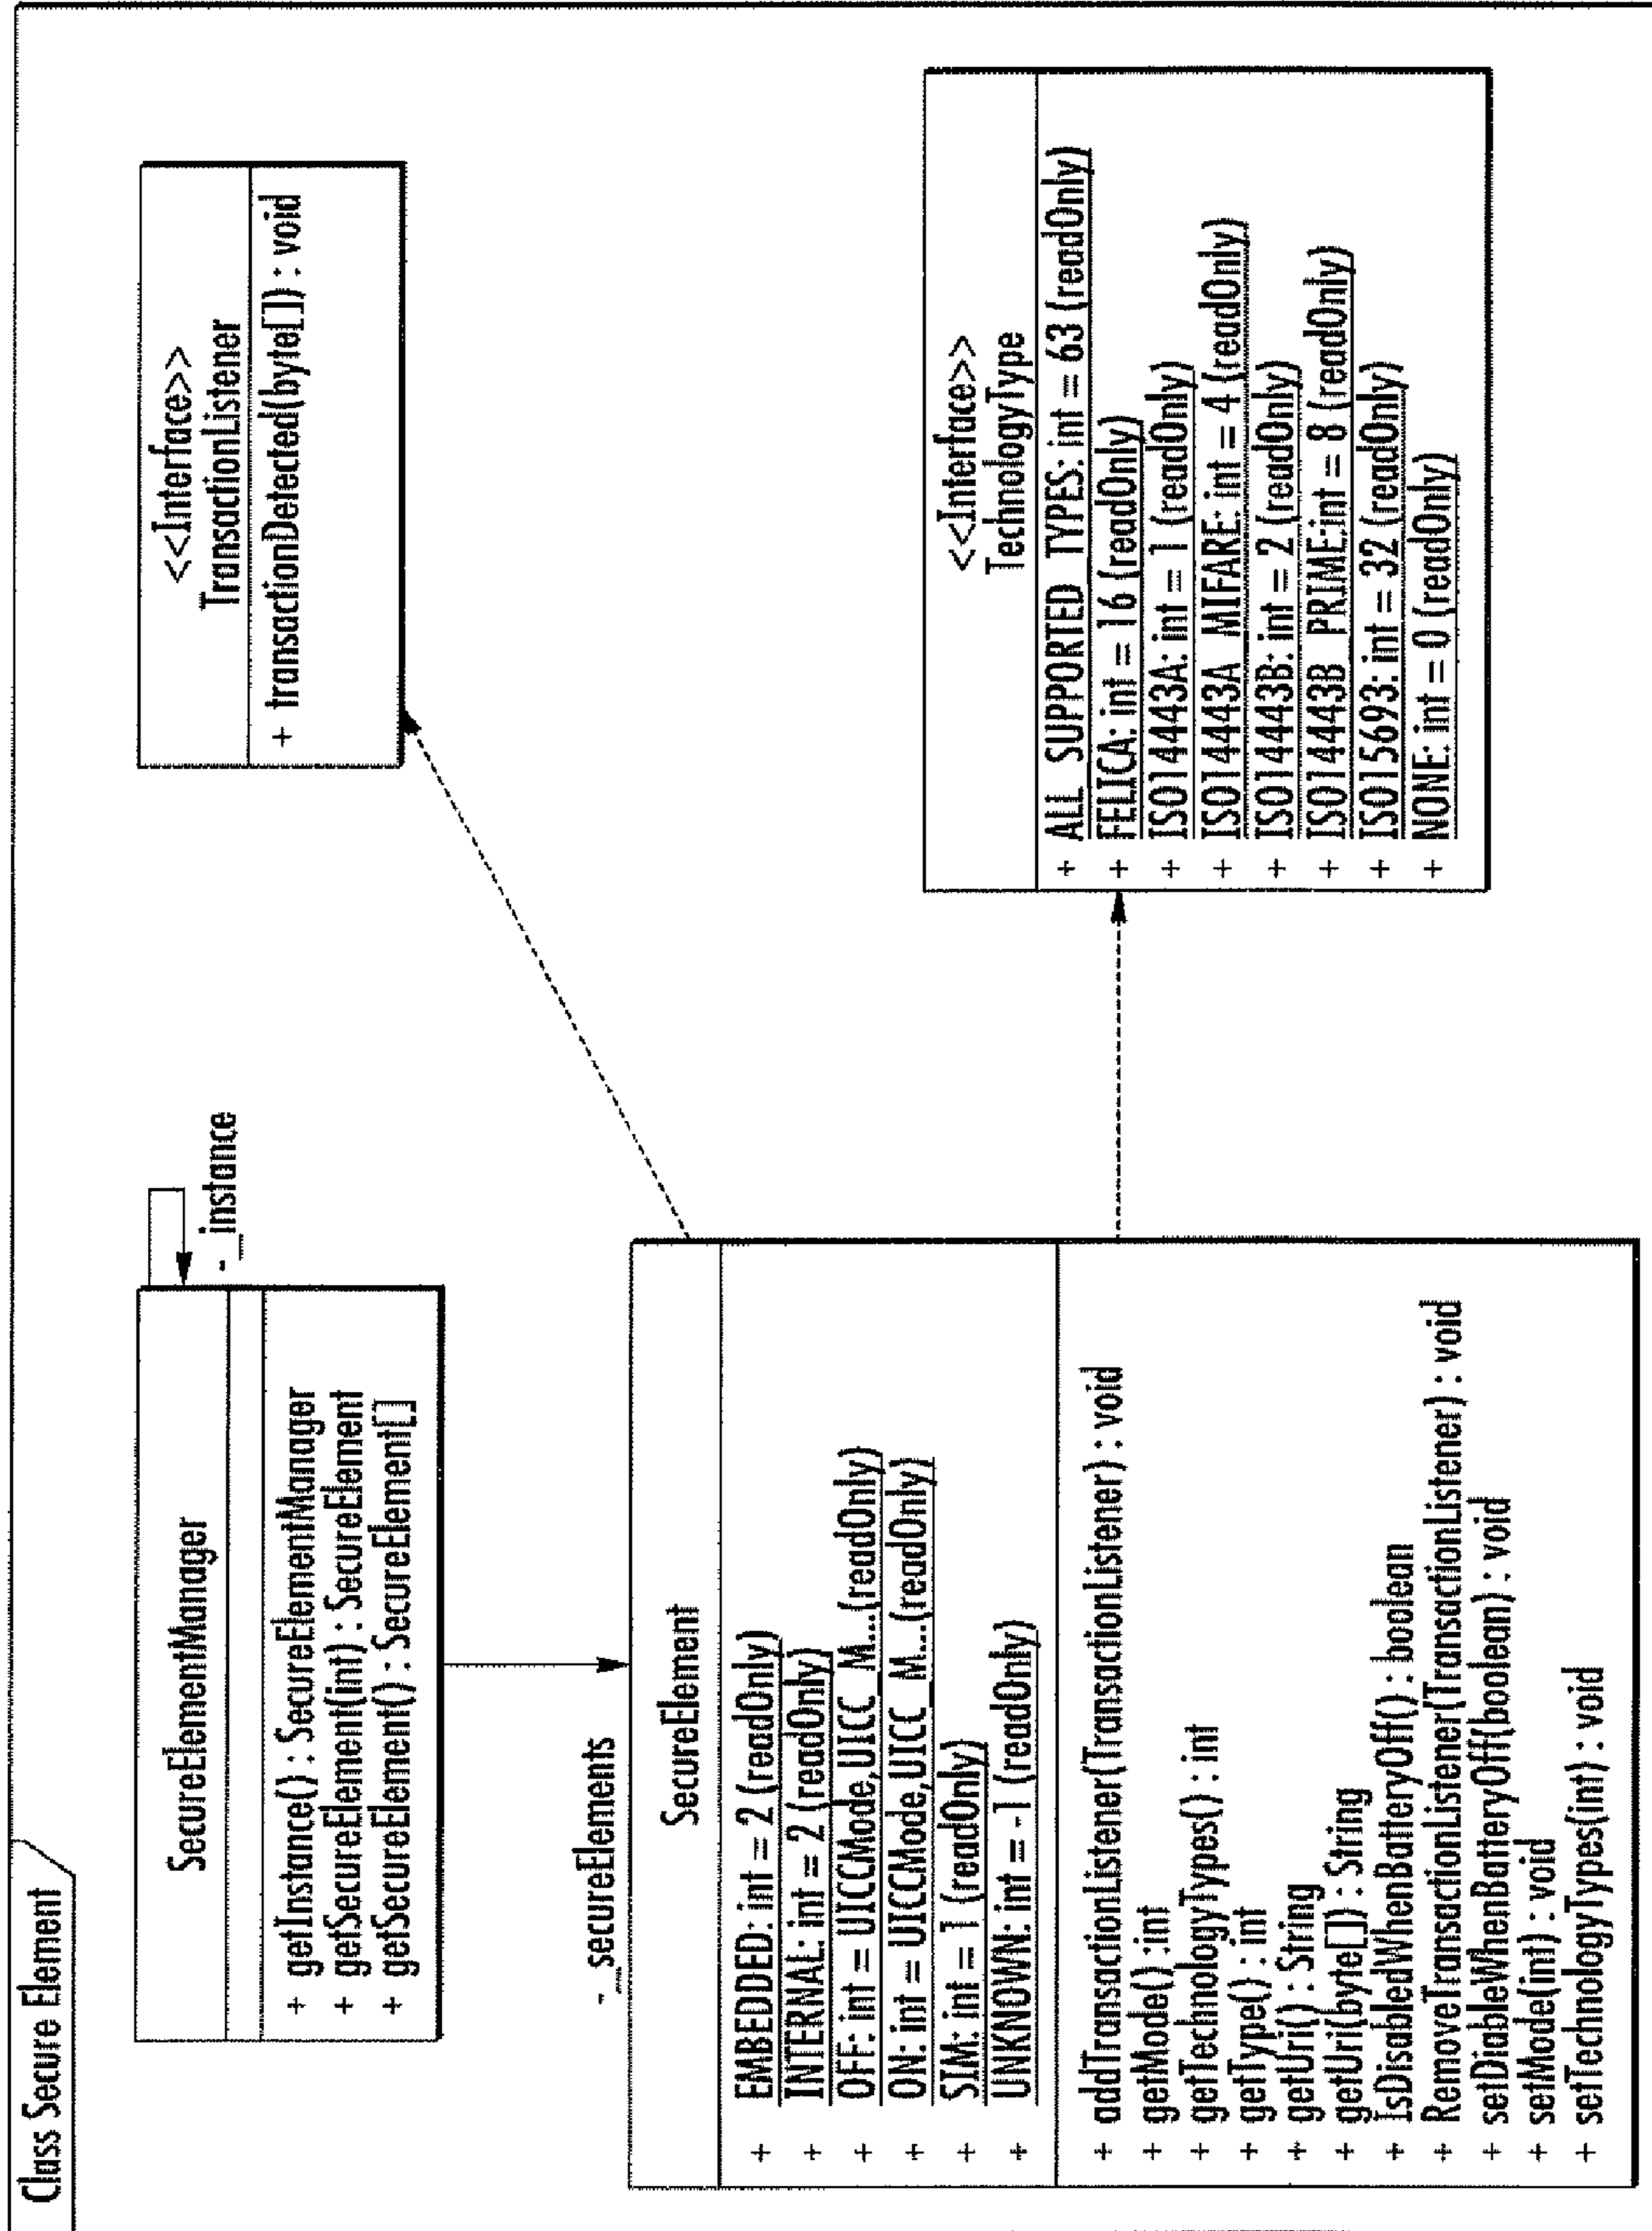 Class Secure Element
SecureElementManager
+ getInstance() : SecureElementManager
+ getSecureElement(int) : SecureElement
+ getSecureElement() : SecureElement[]
- _instance
<<Interface>>
TransactionListener
+ transactionDetected(byte[]) : void
- _secureElements
SecureElement
+ EMBEDDED: int = 2 (readOnly)
+ INTERNAL: int = 2 (readOnly)
+ OFF: int = UICCMode,UICC_M...(readOnly)
+ ON: int = UICCMode,UICC_M...(readOnly)
+ SIM: int = 1 (readOnly)
+ UNKNOWN: int = -1 (readOnly)
+ addTransactionListener(TransactionListener) : void
+ getMode() :int
+ getTechnologyTypes() : int
+ getType() : int
+ getUri() : String
+ getUri(byte[]) : String
+ IsDisabledWhenBatteryOff() : boolean
+ RemoveTransactionListener(TransactionListener) : void
+ setDiableWhenBatteryOff(boolean) : void
+ setMode(int) : void
+ setTechnologyTypes(int) : void
<<Interface>>
TechnologyType
+ ALL_SUPPORTED_TYPES: int = 63 (readOnly)
+ FELICA: int = 16 (readOnly)
+ ISO14443A: int = 1 (readOnly)
+ ISO14443A_MIFARE: int = 4 (readOnly)
+ ISO14443B: int = 2 (readOnly)
+ ISO14443B_PRIME:int = 8 (readOnly)
+ ISO15693: int = 32 (readOnly)
+ NONE: int = 0 (readOnly)